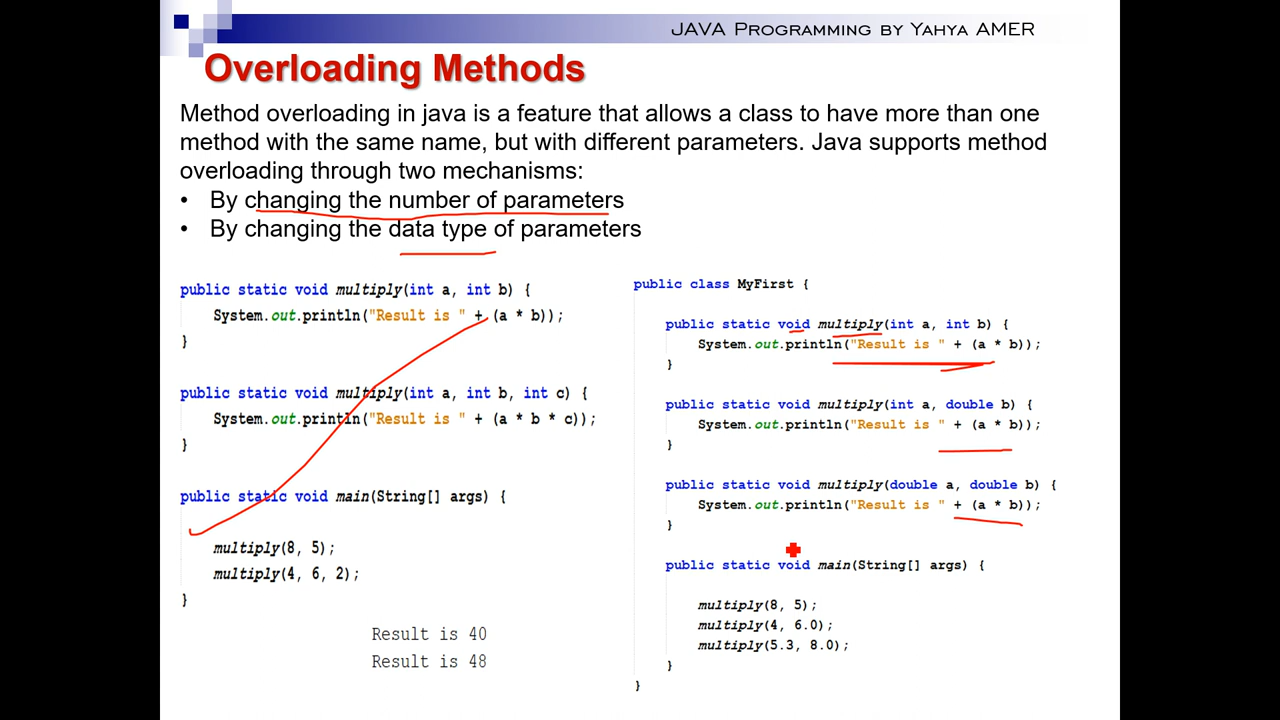 JAVA Programming by Yahya AMER
Overloading Methods
Method overloading in java is a feature that allows a class to have more than one
method with the same name, but with different parameters. Java supports method
overloading through two mechanisms:
• By changing the number of parameters
• By changing the data type of parameters
public static void multiply(int a, int b) {
System.out.println("Result is " + (a * b));
}
public static void multiply(int a, int b, int c) {
System.out.println("Result is " + (a * b * c));
}
public static void main(String[] args) {
multiply(8, 5);
multiply(4, 6, 2);
}
Result is 40
Result is 48
public class MyFirst {
public static void multiply(int a, int b) {
System.out.println("Result is " + (a * b));
}
public static void multiply(int a, double b) {
System.out.println("Result is " + (a * b));
}
public static void multiply(double a, double b) {
System.out.println("Result is " + (a * b));
}
public static void main(String[] args) {
multiply(8, 5);
multiply(4, 6.0);
multiply(5.3, 8.0);
}
}